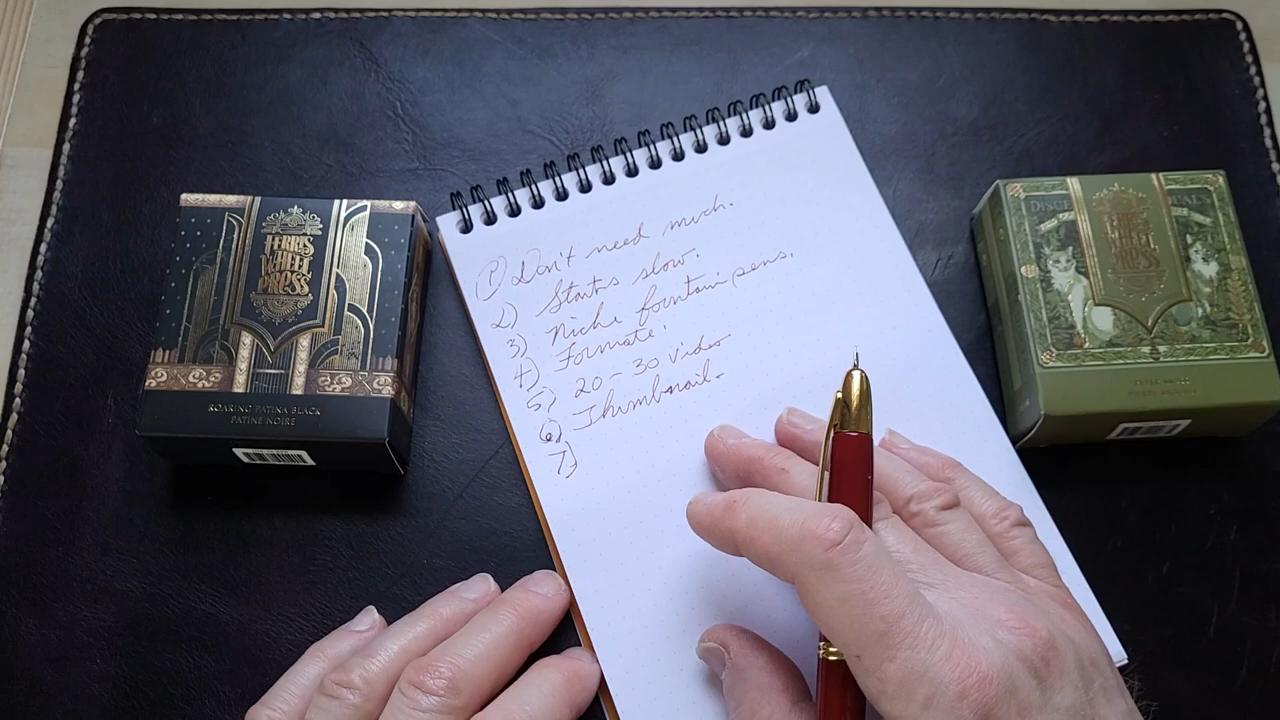 FERRIS
WHEEL
PRESS
ROARING PATINA BLACK
PATINE NOIRE
1) Don't need much.
2) Starts slow.
3) Niche fountain pens.
4) Formate.
5) 20-30 video
6) Thumbnail-
7)
FERRIS
WHEEL
PRESS